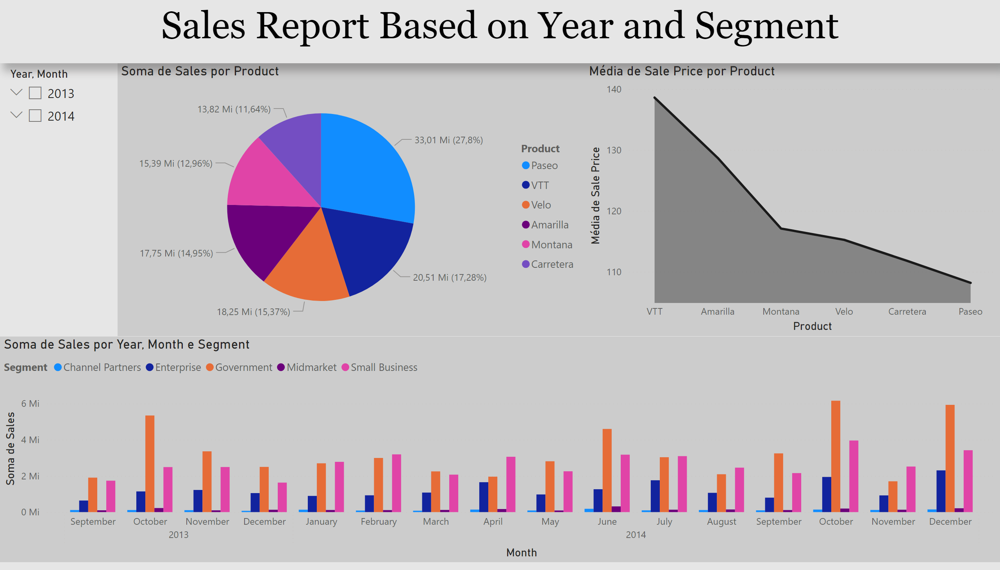 Sales Report Based on Year and Segment
Year, Month
2013
2014
Soma de Sales por Product
13,82 Mi (11,64%)
33,01 Mi (27,8%)
15,39 Mi (12,96%)
17,75 Mi (14,95%)
20,51 Mi (17,28%)
18,25 Mi (15,37%)
Product
Paseo
VTT
Velo
Amarilla
Montana
Carretera
Média de Sale Price por Product
Média de Sale Price
140
130
120
110
VTT Amarilla Montana Velo Carretera Paseo
Product
Soma de Sales por Year, Month e Segment
Segment Channel Partners Enterprise Government Midmarket Small Business
Soma de Sales
6 Mi
4 Mi
2 Mi
0 Mi
September October November December January February March April May June July August September October November December
2013 2014
Month